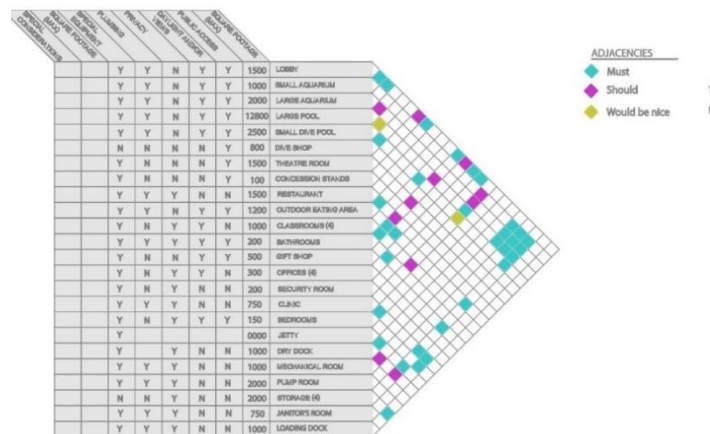 SPECIAL CONSIDERATIONS
SQUARE FOOTAGE (MAX)
SPECIAL EQUIPMENT
PLUMBING
PRIVACY
DAYLIGHT AND/OR VIEWS
PUBLIC ACCESS
SQUARE FOOTAGE (MAX)
Y Y N Y Y 1500 LOBBY
Y Y N Y Y 1000 SMALL AQUARIUM
Y Y N Y Y 2000 LARGE AQUARIUM
Y Y N Y Y 12800 LARGE POOL
Y Y N Y Y 2500 SMALL DIVE POOL
N N N N Y 800 DIVE SHOP
Y N N N Y 1500 THEATRE ROOM
Y N N N Y 100 CONCESSION STANDS
Y Y Y N N 1500 RESTAURANT
Y Y N Y Y 1200 OUTDOOR EATING AREA
Y N Y Y N 1000 CLASSROOMS (4)
Y Y N Y Y 200 BATHROOMS
Y N N Y Y 500 GIFT SHOP
Y N Y Y N 300 OFFICES (4)
Y N Y N N 200 SECURITY ROOM
Y Y Y N N 750 CLINIC
Y N Y Y Y 150 BEDROOMS
Y 0000 JETTY
Y Y N N 1000 DRY DOCK
Y Y Y N N 1000 MECHANICAL ROOM
Y Y Y N N 2000 PUMP ROOM
N N Y N N 2000 STORAGE (4)
Y Y Y N N 750 JANITOR'S ROOM
Y Y Y N N 1000 LOADING DOCK
ADJACENCIES
Must
Should
Would be nice